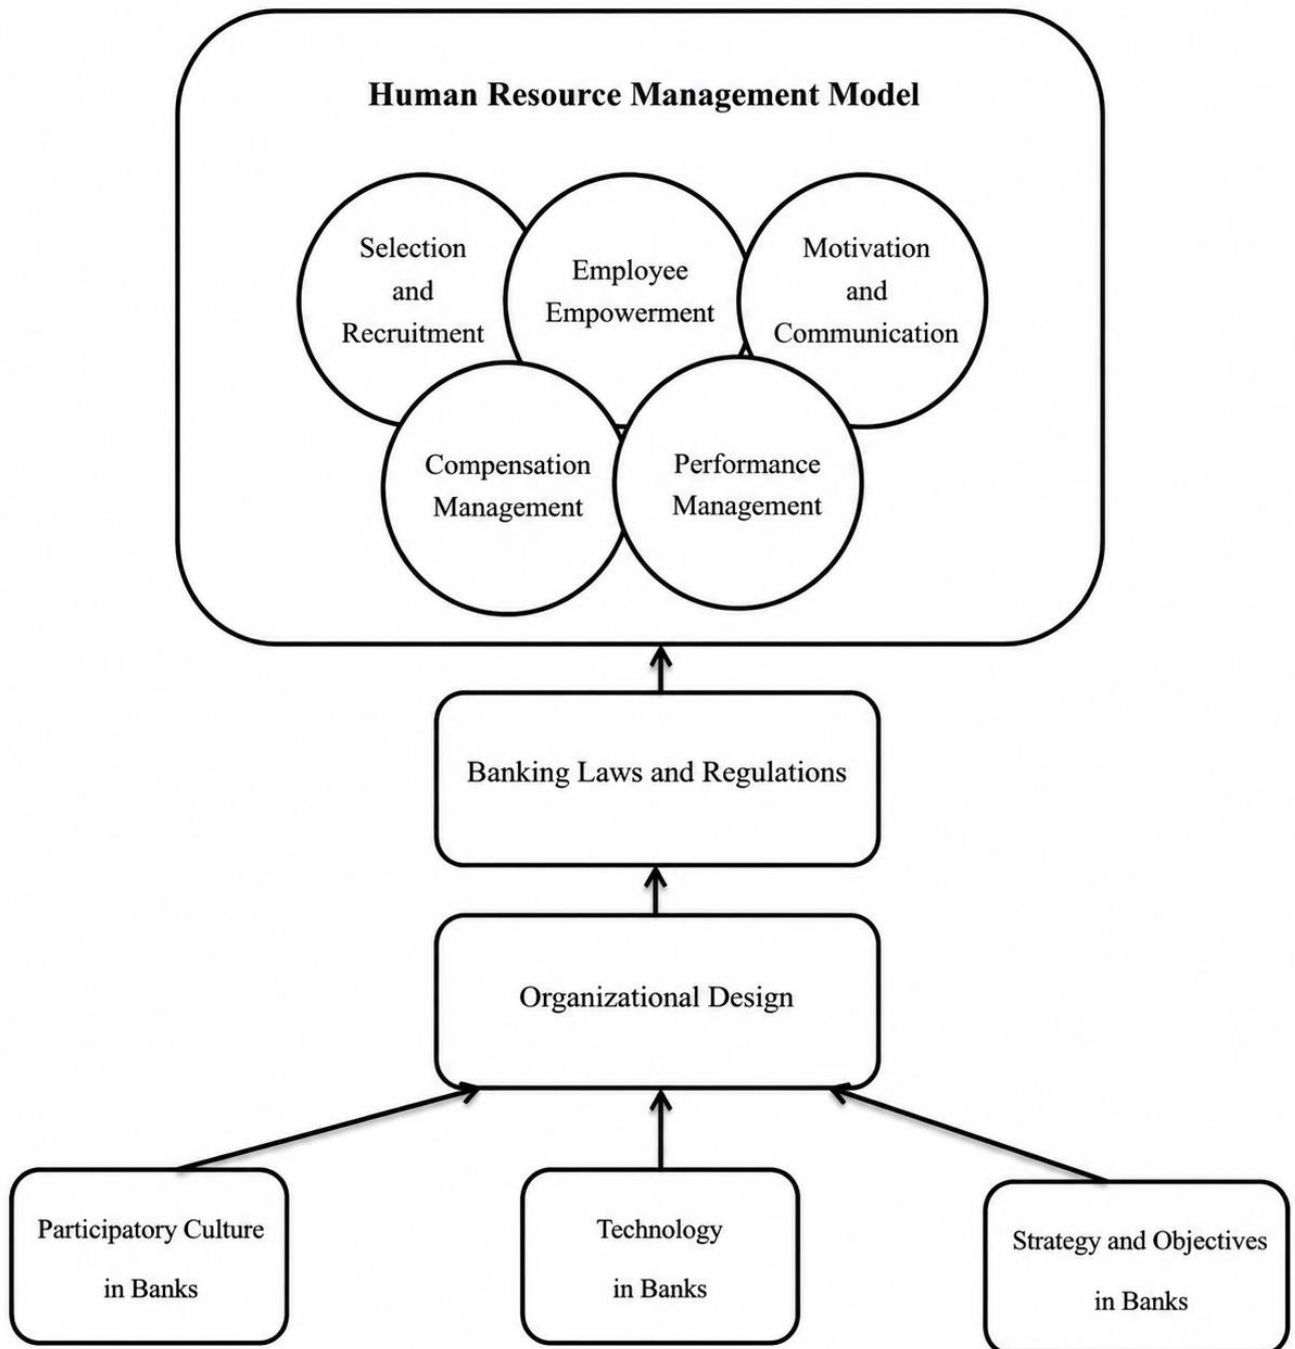 Human Resource Management Model
Selection
and
Recruitment
Employee
Empowerment
Motivation
and
Communication
Compensation
Management
Performance
Management
Banking Laws and Regulations
Organizational Design
Participatory Culture
in Banks
Technology
in Banks
Strategy and Objectives
in Banks